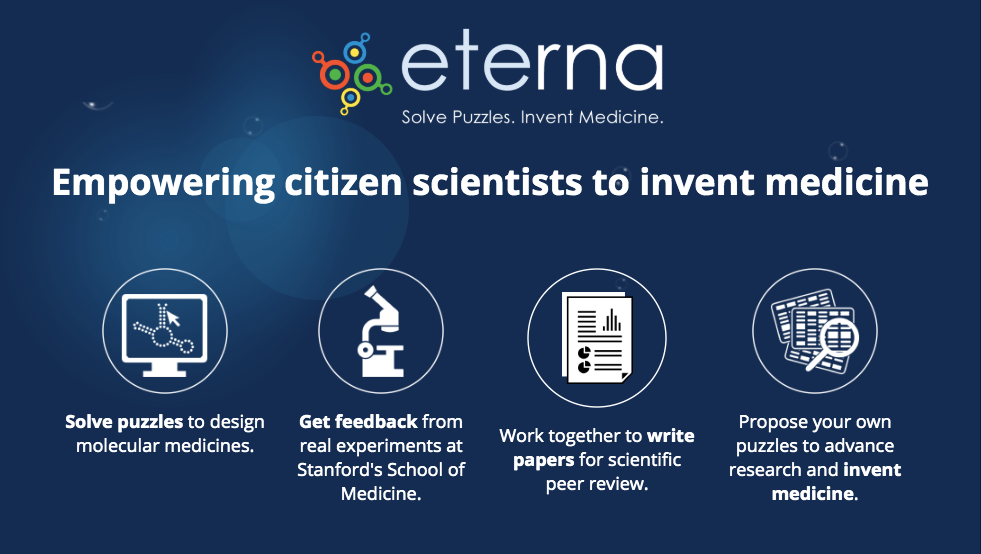 eterna
Solve Puzzles. Invent Medicine.
Empowering citizen scientists to invent medicine
Solve puzzles to design
molecular medicines.
Get feedback from
real experiments at
Stanford's School of
Medicine.
Work together to write
papers for scientific
peer review.
Propose your own
puzzles to advance
research and invent
medicine.